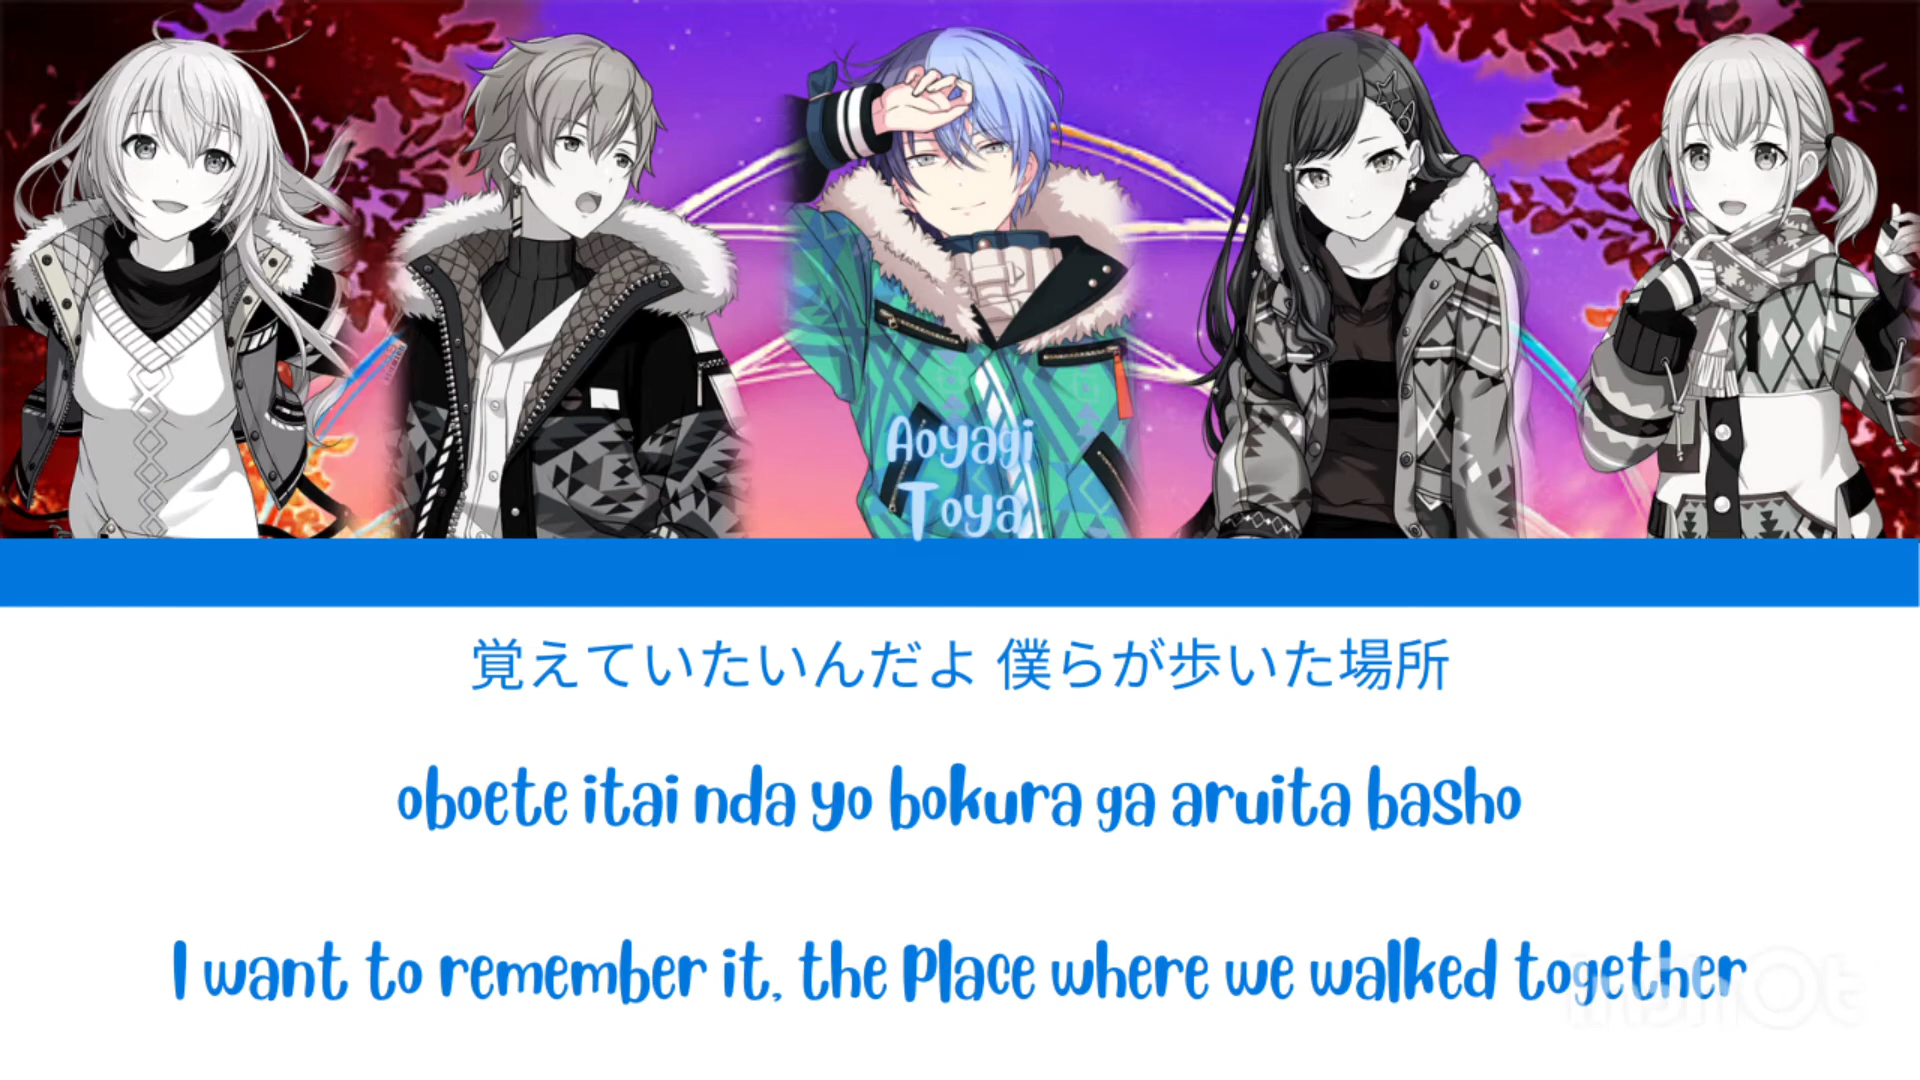 Aoyagi
Toya
覚えていたいんだよ 僕らが歩いた場所
oboete itai nda yo bokura ga aruita basho
I want to remember it, the Place where we walked together
InShot